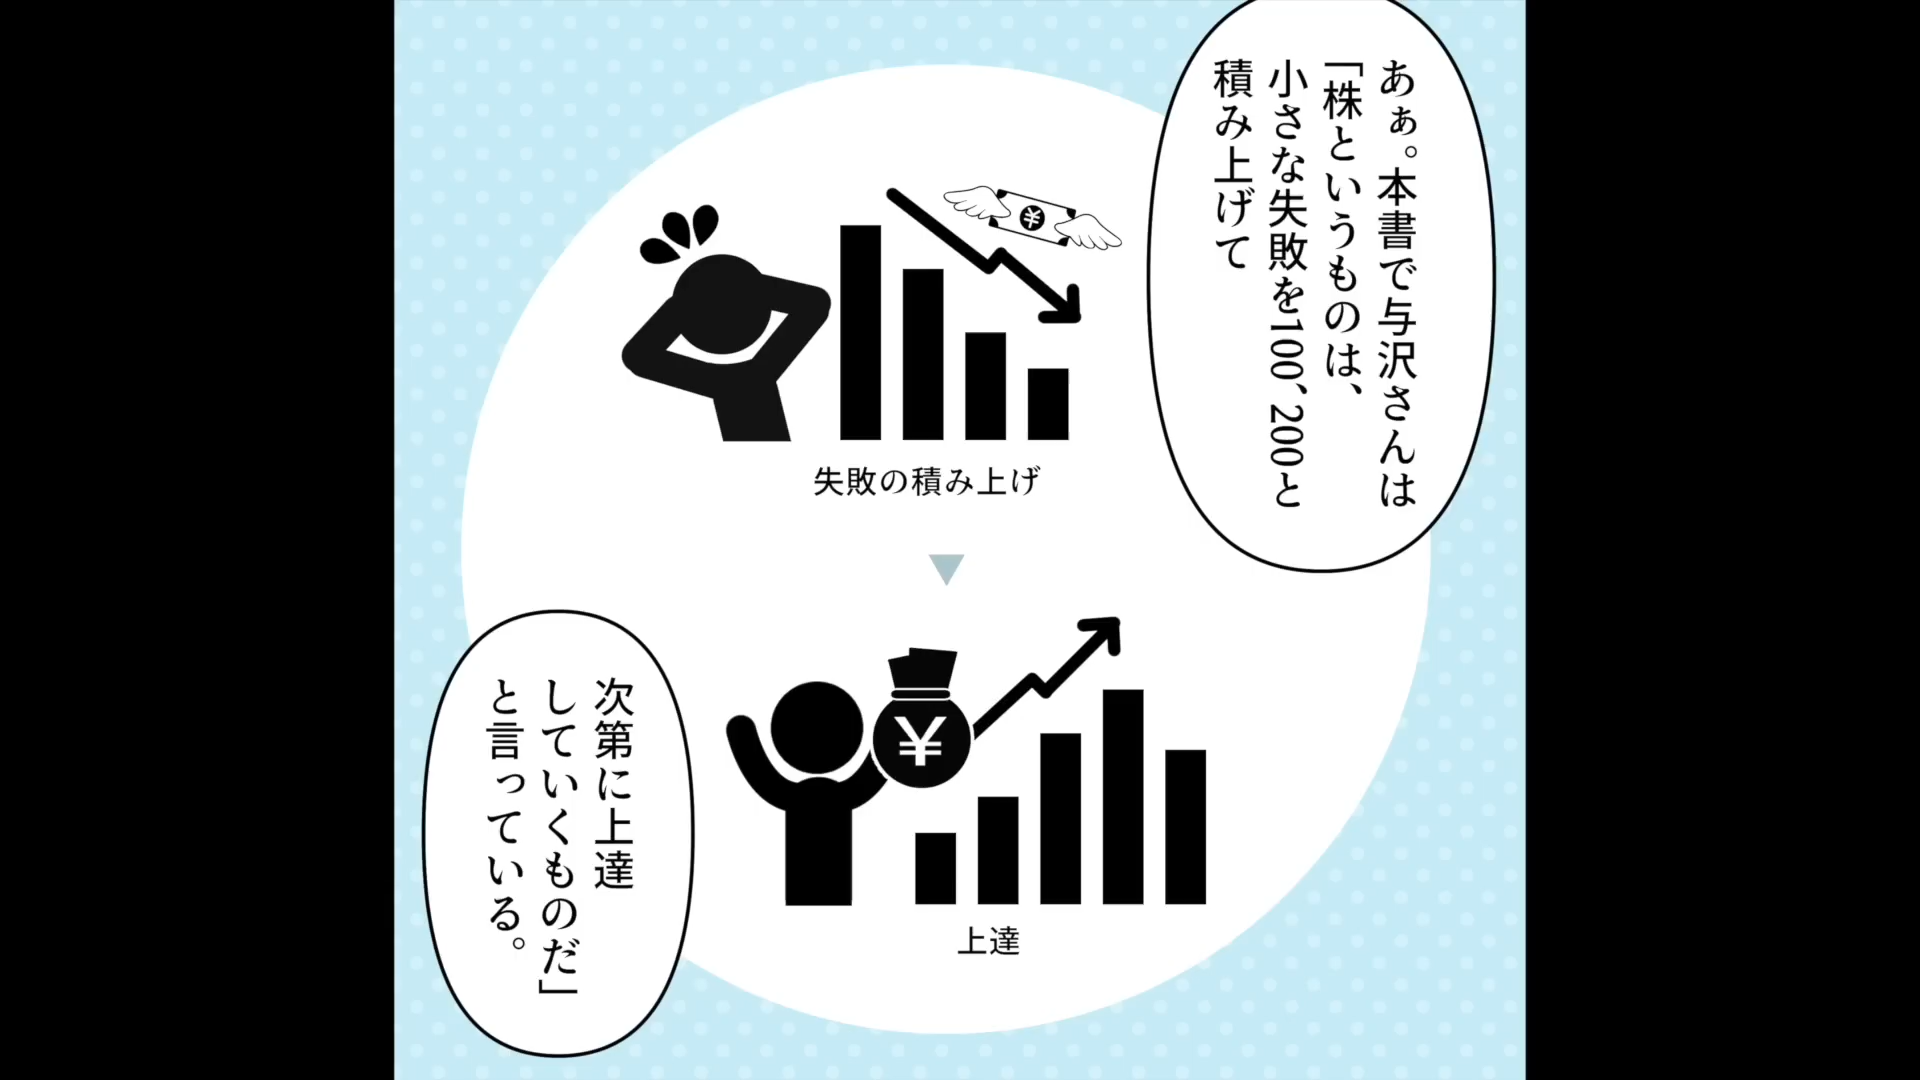 あぁ。本書で与沢さんは
「株というものは、
小さな失敗を100、200と
積み上げて
¥
失敗の積み上げ
¥
上達
次第に上達
していくものだ」
と言っている。